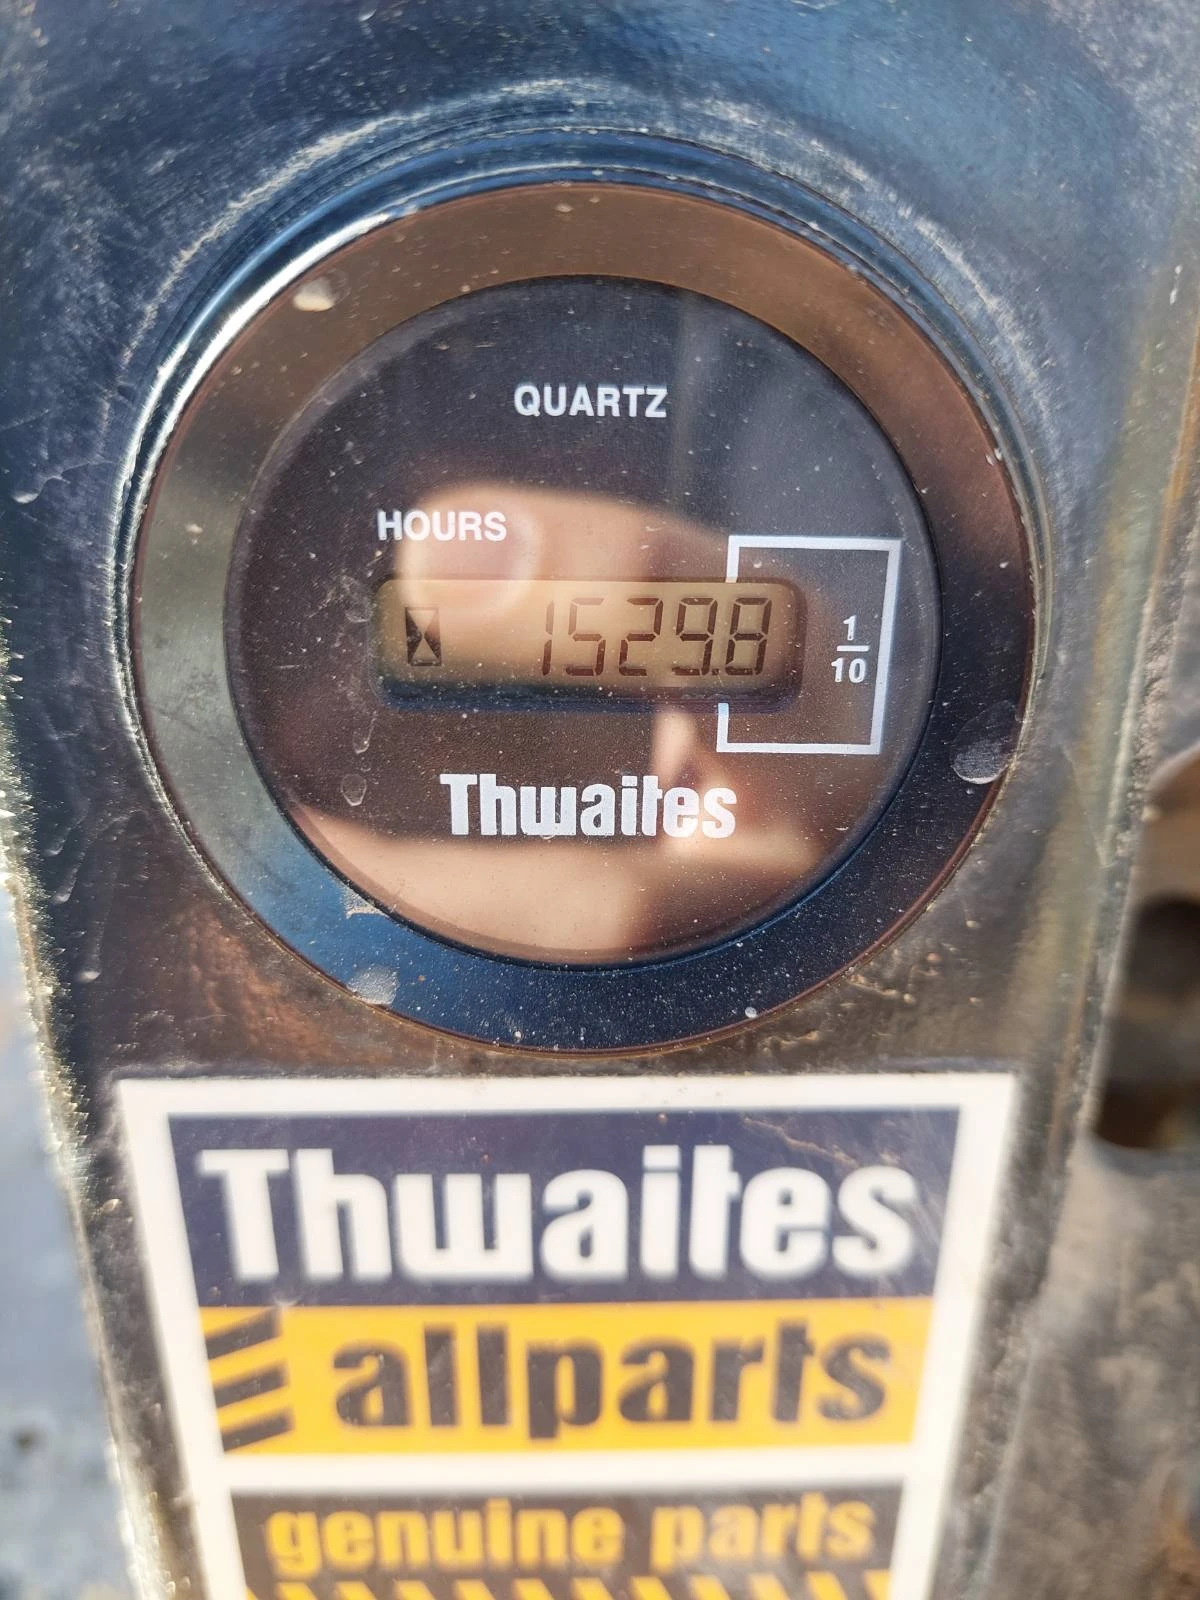 QUARTZ
HOURS
1529.8
1
10
Thwaites
Thwaites
allparts
genuine parts